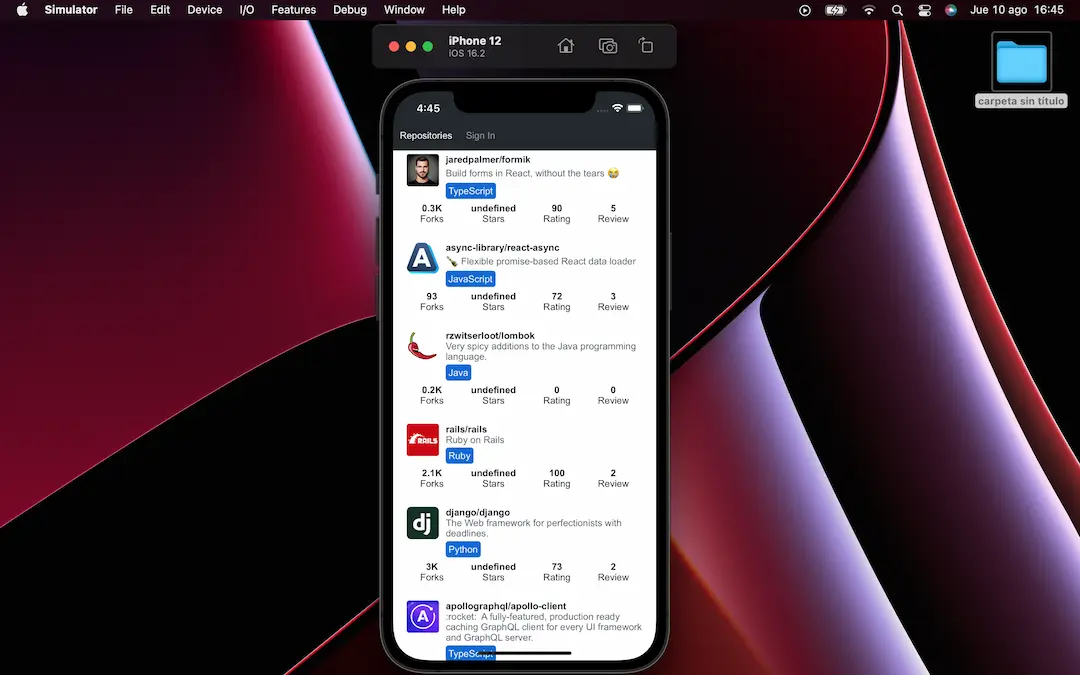 Simulator File Edit Device I/O Features Debug Window Help Jue 10 ago 16:45
iPhone 12
iOS 16.2
carpeta sin título
4:45
Repositories Sign In
jaredpalmer/formik
Build forms in React, without the tears 😭
TypeScript
0.3K undefined 90 5
Forks Stars Rating Review
async-library/react-async
🍾 Flexible promise-based React data loader
JavaScript
93 undefined 72 3
Forks Stars Rating Review
rzwitserloot/lombok
Very spicy additions to the Java programming
language.
Java
0.2K undefined 0 0
Forks Stars Rating Review
RAILS
rails/rails
Ruby on Rails
Ruby
2.1K undefined 100 2
Forks Stars Rating Review
dj
django/django
The Web framework for perfectionists with
deadlines.
Python
3K undefined 73 2
Forks Stars Rating Review
apollographql/apollo-client
:rocket: A fully-featured, production ready
caching GraphQL client for every UI framework
and GraphQL server.
TypeScript